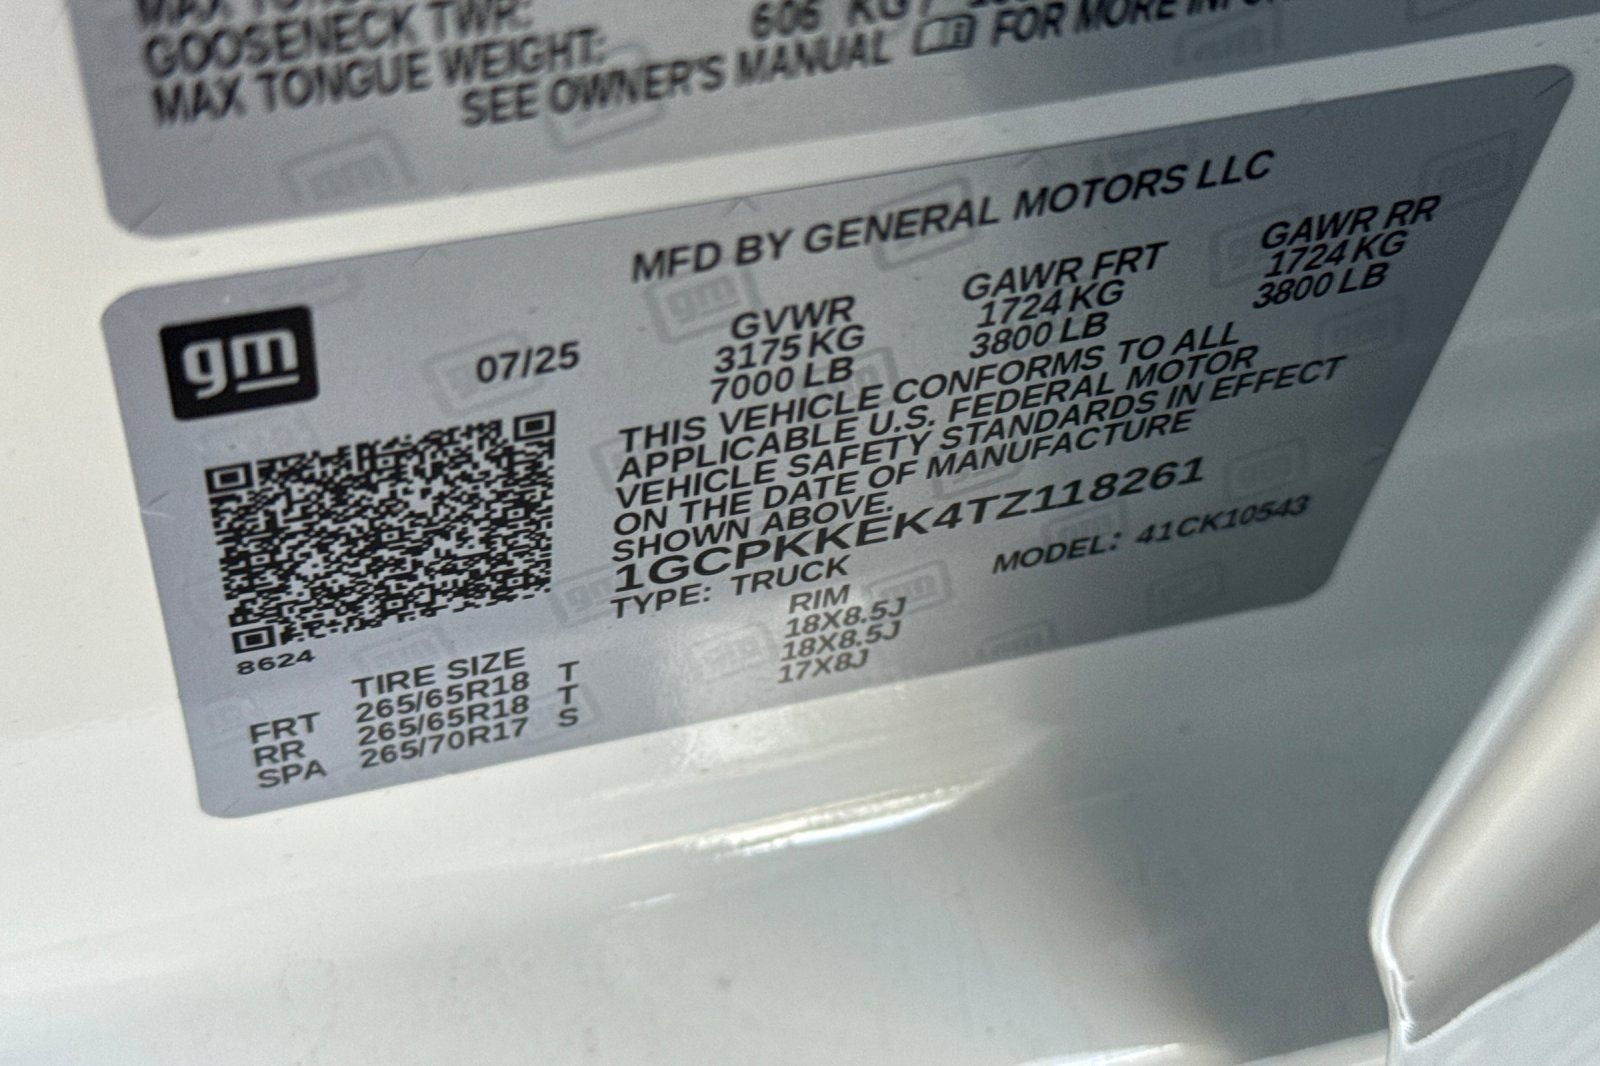 GOOSENECK TWR:
MAX TONGUE WEIGHT: 606 KG
SEE OWNER'S MANUAL FOR MORE
MFD BY GENERAL MOTORS LLC
gm 07/25
GVWR GAWR FRT GAWR RR
3175 KG 1724 KG 1724 KG
7000 LB 3800 LB 3800 LB
THIS VEHICLE CONFORMS TO ALL
APPLICABLE U.S. FEDERAL MOTOR
VEHICLE SAFETY STANDARDS IN EFFECT
ON THE DATE OF MANUFACTURE
SHOWN ABOVE.
1GCPKKEK4TZ118261
TYPE: TRUCK MODEL: 41CK10543
8624
TIRE SIZE RIM
FRT 265/65R18 T 18X8.5J
RR 265/65R18 T 18X8.5J
SPA 265/70R17 S 17X8J